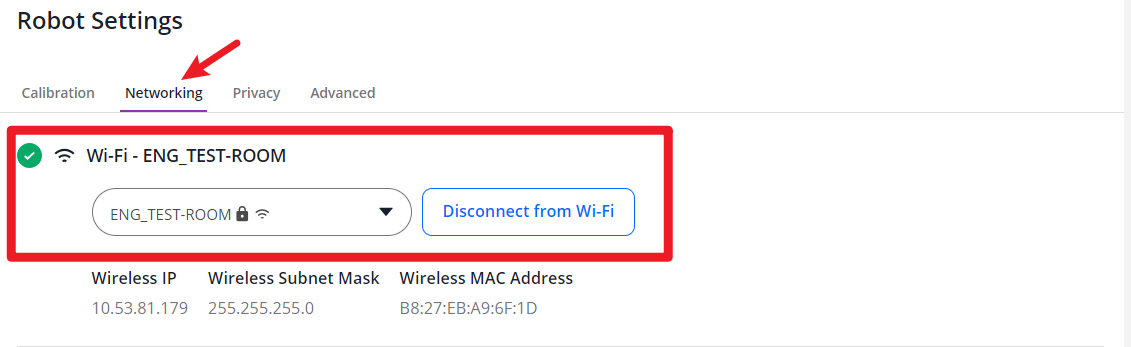 Robot Settings
Calibration Networking Privacy Advanced
Wi-Fi - ENG_TEST-ROOM
ENG_TEST-ROOM Disconnect from Wi-Fi
Wireless IP Wireless Subnet Mask Wireless MAC Address
10.53.81.179 255.255.255.0 B8:27:EB:A9:6F:1D